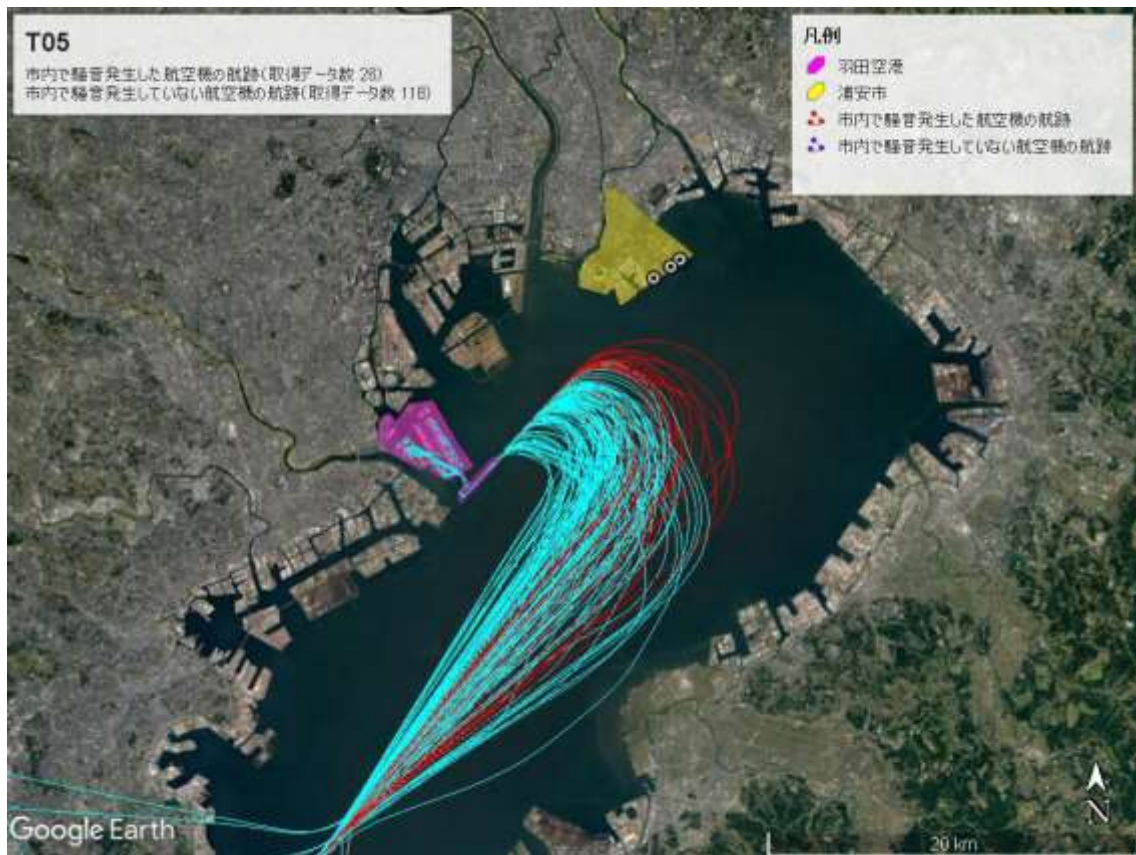 T05
市内で騒音発生した航空機の航跡(取得データ数 28)
市内で騒音発生していない航空機の航跡(取得データ数 118)
凡例
羽田空港
浦安市
市内で騒音発生した航空機の航跡
市内で騒音発生していない航空機の航跡
N
Google Earth
20 km